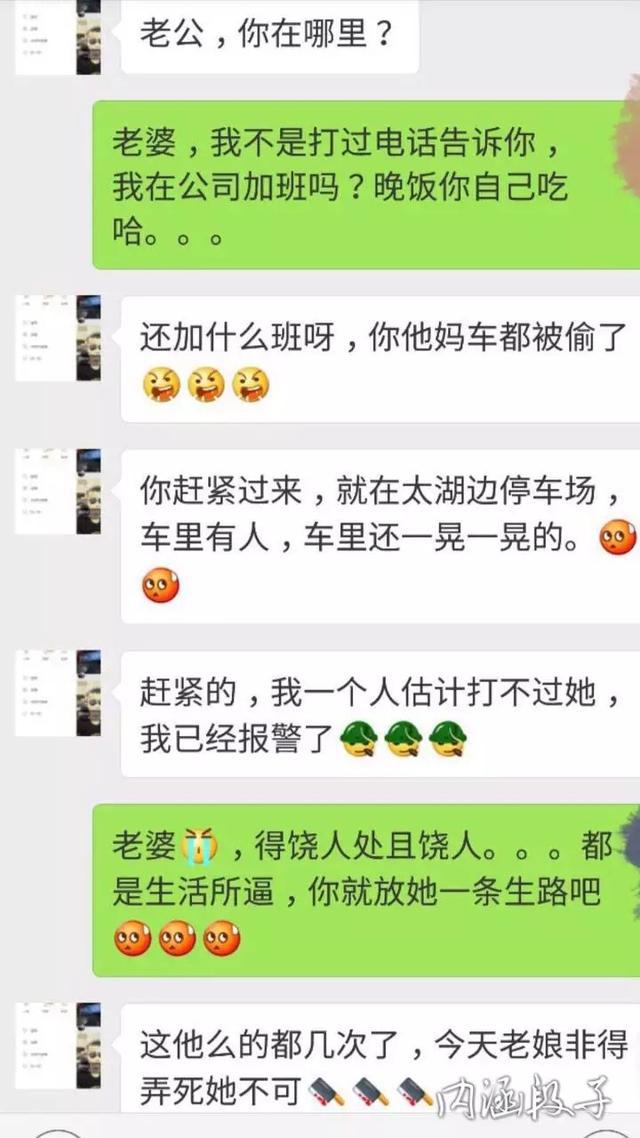 老公，你在哪里？
老婆，我不是打过电话告诉你，
我在公司加班吗？晚饭你自己吃
哈。。。
还加什么班呀，你他妈车都被偷了
你赶紧过来，就在太湖边停车场，
车里有人，车里还一晃一晃的。
赶紧的，我一个人估计打不过她，
我已经报警了
老婆，得饶人处且饶人。。。都
是生活所逼，你就放她一条生路吧
这他么的都几次了，今天老娘非得
弄死她不可
内涵段子